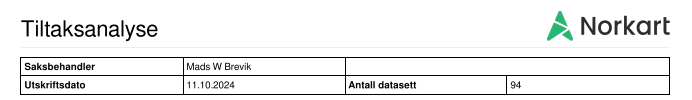 Tiltaksanalyse
Norkart
Saksbehandler Mads W Brevik
Utskriftsdato 11.10.2024 Antall datasett 94